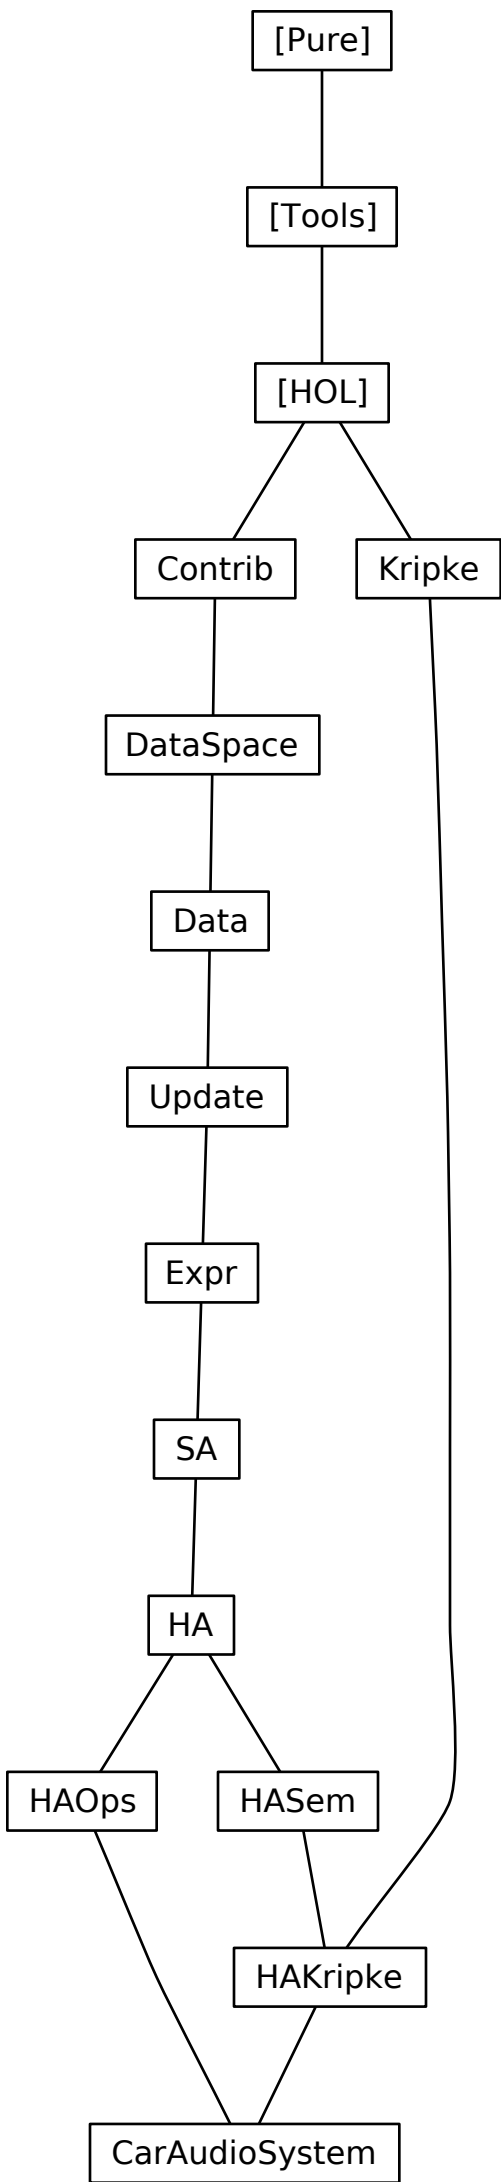 [Pure]
[Tools]
[HOL]
Contrib
Kripke
DataSpace
Data
Update
Expr
SA
HA
HAOps
HASem
HAKripke
CarAudioSystem